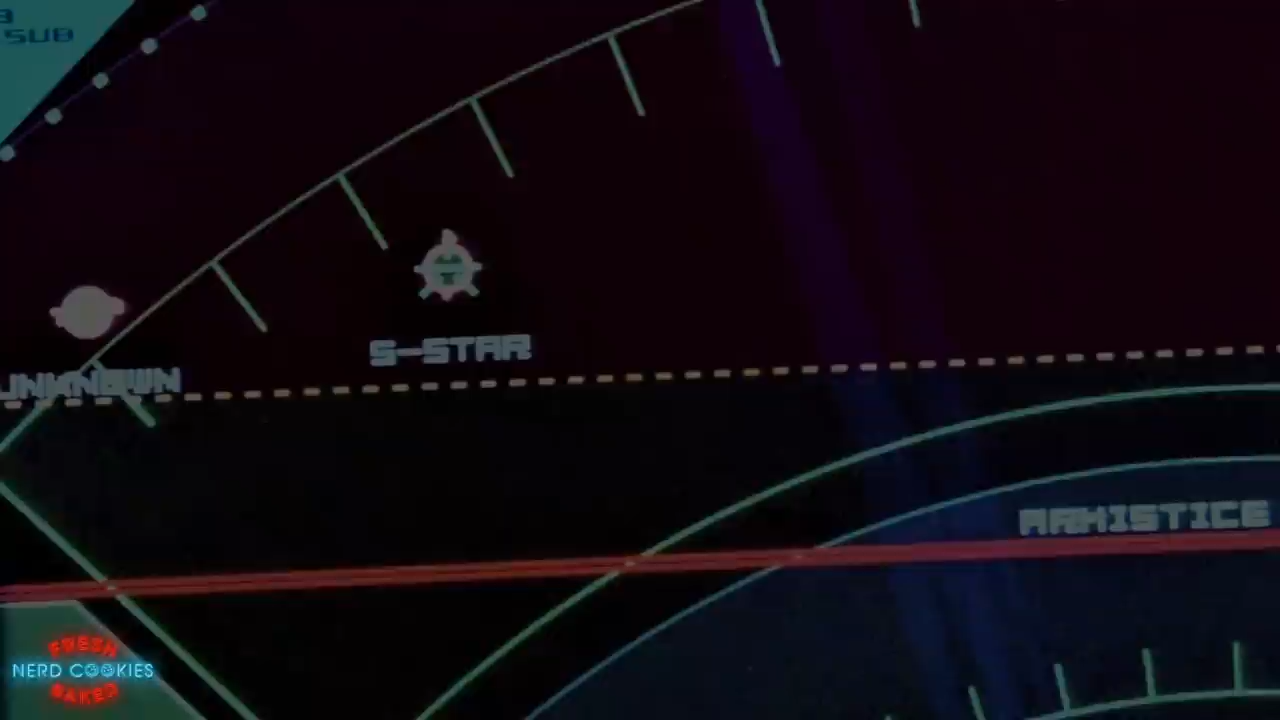 SUB
S-STAR
UNKNOWN
ARMISTICE
FRESH
NERD COOKIES
BAKED